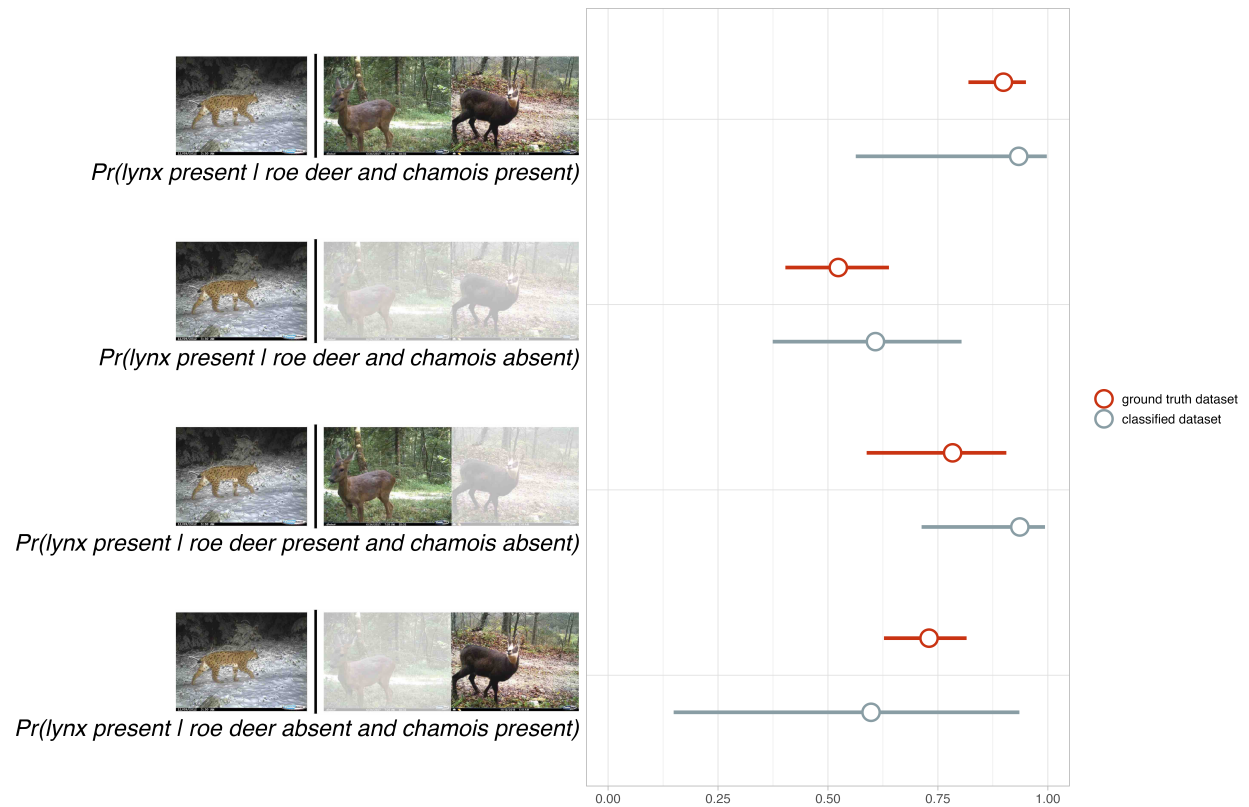 Pr(lynx present | roe deer and chamois present)
Pr(lynx present | roe deer and chamois absent)
Pr(lynx present | roe deer present and chamois absent)
Pr(lynx present | roe deer absent and chamois present)
ground truth dataset
classified dataset
0.00 0.25 0.50 0.75 1.00